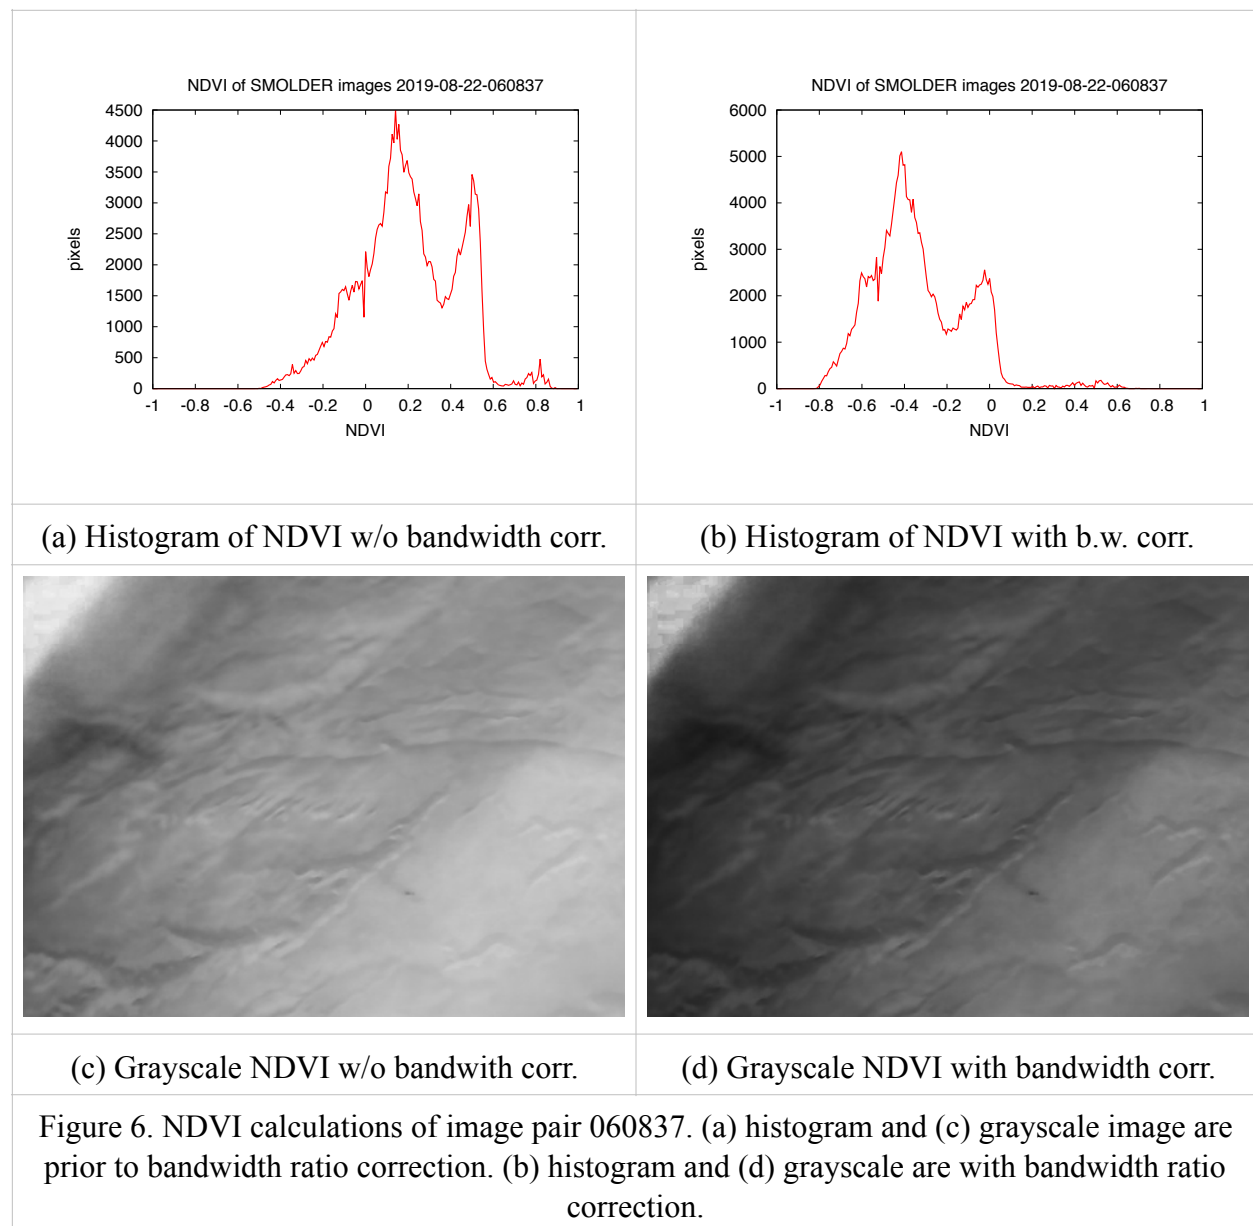 NDVI of SMOLDER images 2019-08-22-060837
4500
4000
3500
3000
2500
2000
1500
1000
500
0
pixels
-1 -0.8 -0.6 -0.4 -0.2 0 0.2 0.4 0.6 0.8 1
NDVI
NDVI of SMOLDER images 2019-08-22-060837
6000
5000
4000
3000
2000
1000
0
pixels
-1 -0.8 -0.6 -0.4 -0.2 0 0.2 0.4 0.6 0.8 1
NDVI
(a) Histogram of NDVI w/o bandwidth corr.
(b) Histogram of NDVI with b.w. corr.
(c) Grayscale NDVI w/o bandwith corr.
(d) Grayscale NDVI with bandwidth corr.
Figure 6. NDVI calculations of image pair 060837. (a) histogram and (c) grayscale image are
prior to bandwidth ratio correction. (b) histogram and (d) grayscale are with bandwidth ratio
correction.